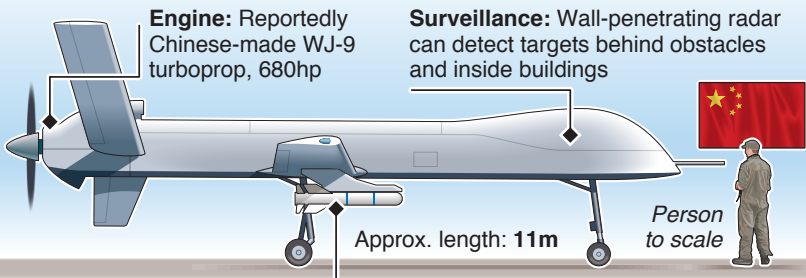 Engine: Reportedly
Chinese-made WJ-9
turboprop, 680hp
Surveillance: Wall-penetrating radar
can detect targets behind obstacles
and inside buildings
Person
to scale
Approx. length: 11m